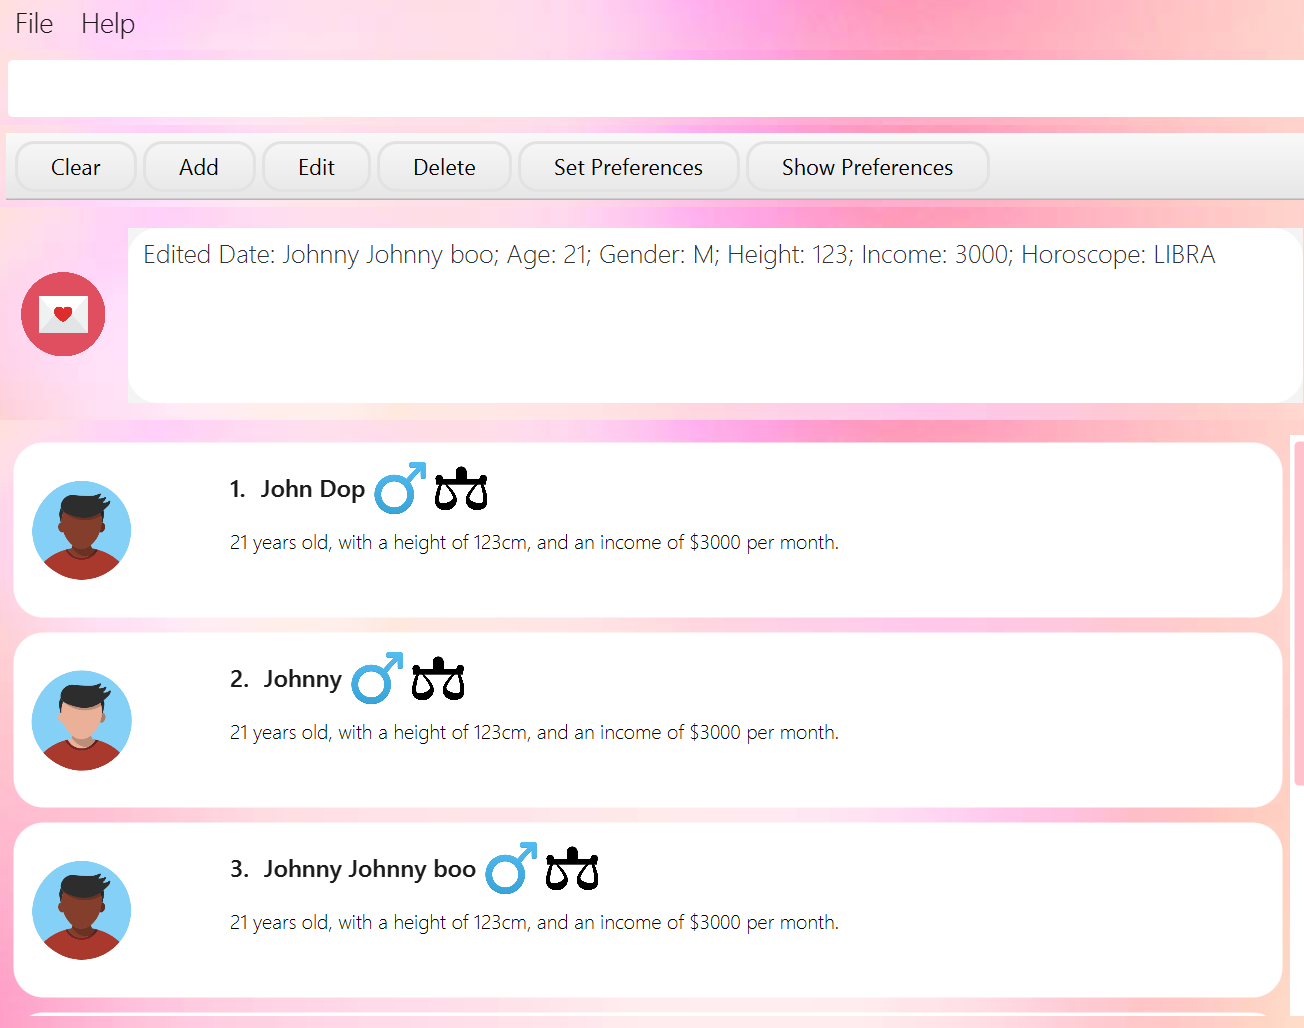 File Help
Clear Add Edit Delete Set Preferences Show Preferences
Edited Date: Johnny Johnny boo; Age: 21; Gender: M; Height: 123; Income: 3000; Horoscope: LIBRA
1. John Dop
21 years old, with a height of 123cm, and an income of $3000 per month.
2. Johnny
21 years old, with a height of 123cm, and an income of $3000 per month.
3. Johnny Johnny boo
21 years old, with a height of 123cm, and an income of $3000 per month.